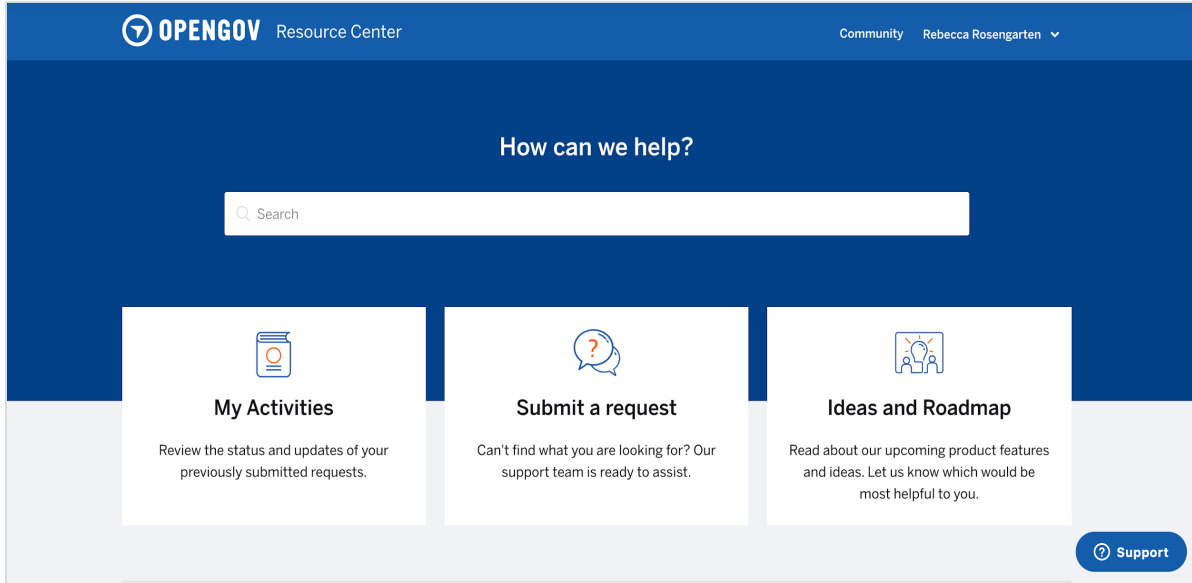 OPENGOV Resource Center
Community Rebecca Rosengarten
How can we help?
Search
?
My Activities
Review the status and updates of your
previously submitted requests.
Submit a request
Can't find what you are looking for? Our
support team is ready to assist.
Ideas and Roadmap
Read about our upcoming product features
and ideas. Let us know which would be
most helpful to you.
? Support